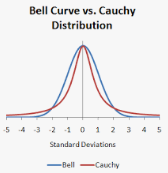 Bell Curve vs. Cauchy
Distribution
-5 -4 -3 -2 -1 0 1 2 3 4 5
Standard Deviations
Bell Cauchy